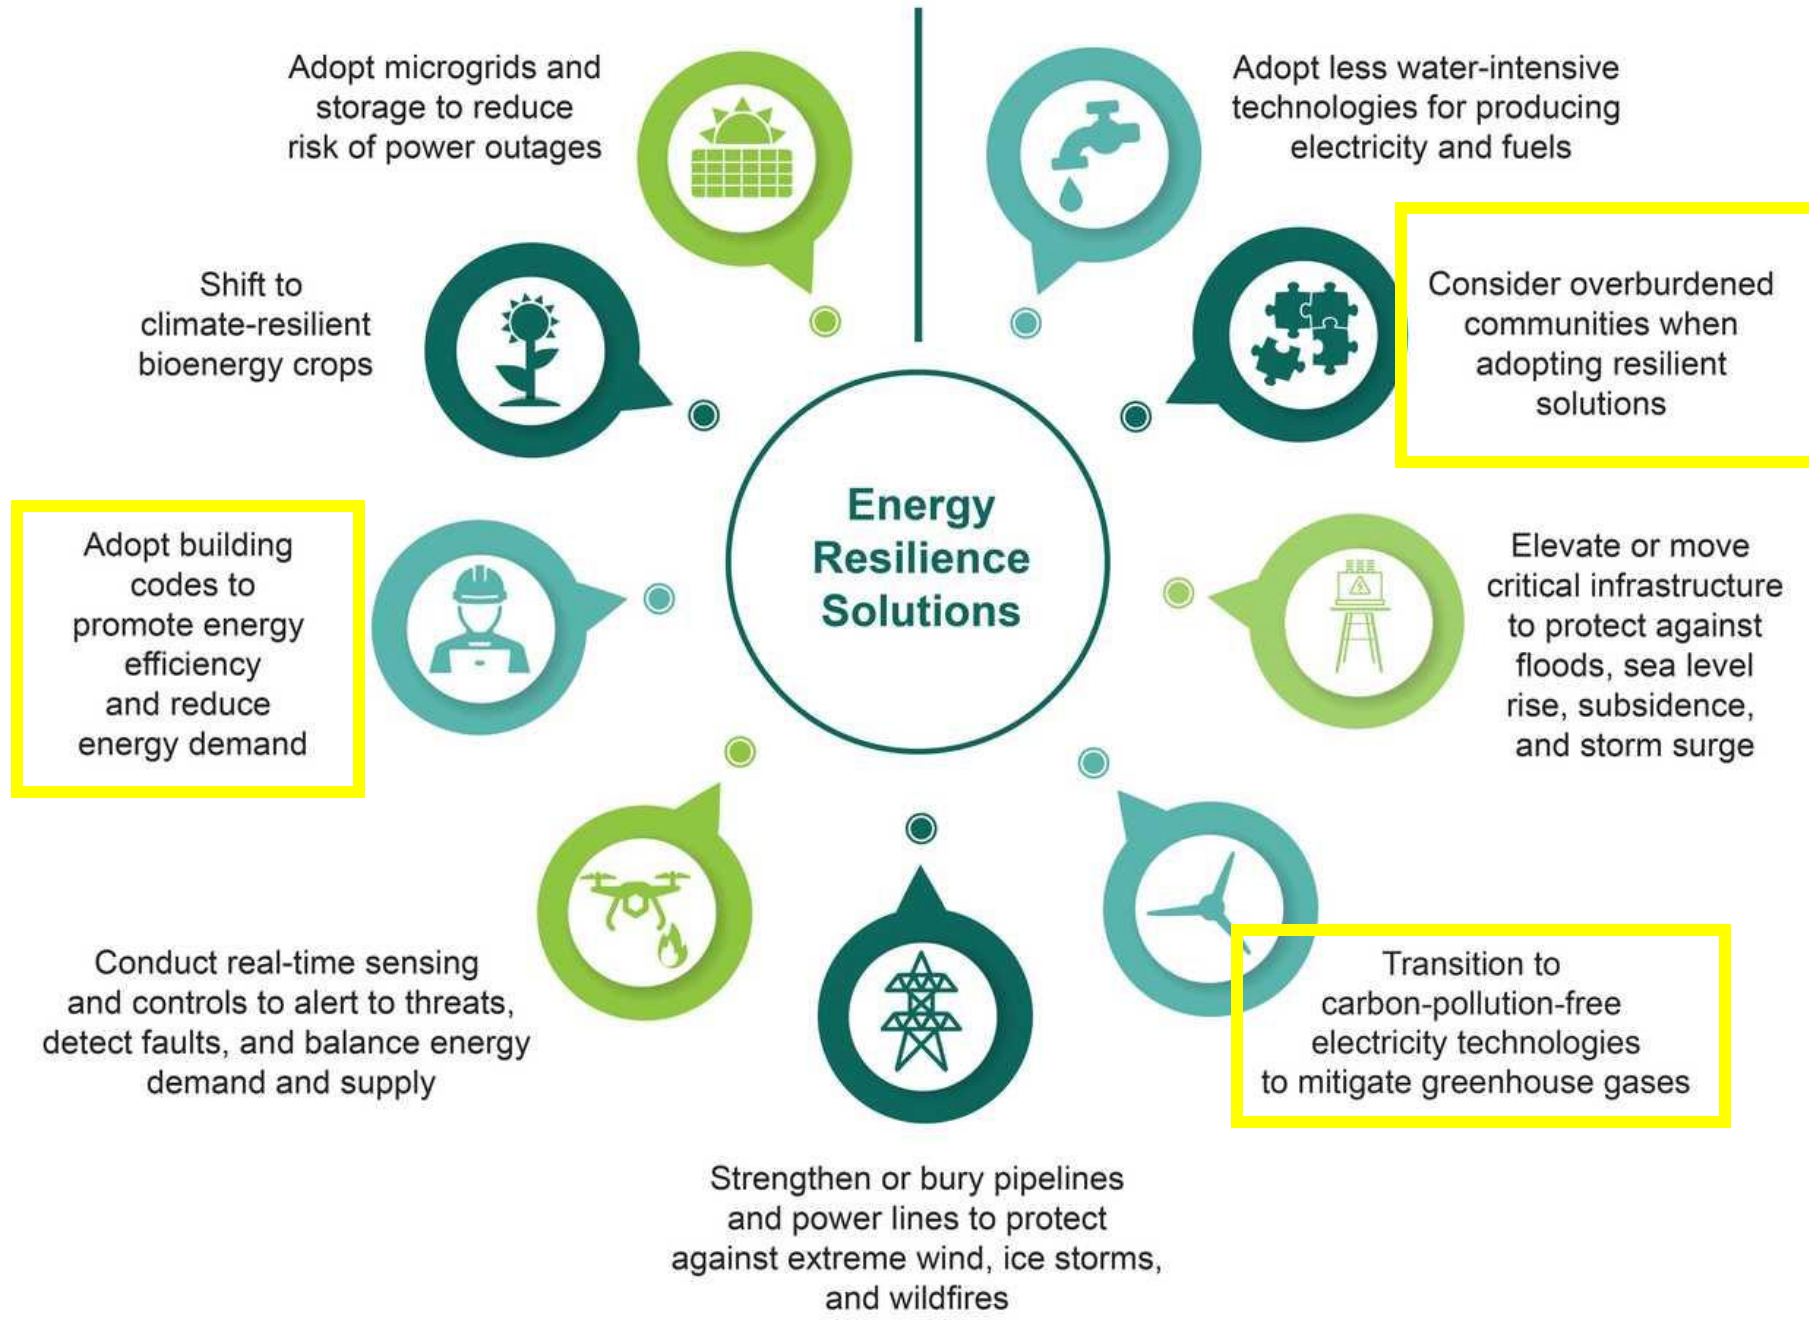 Adopt microgrids and
storage to reduce
risk of power outages
Adopt less water-intensive
technologies for producing
electricity and fuels
Shift to
climate-resilient
bioenergy crops
Consider overburdened
communities when
adopting resilient
solutions
Energy
Resilience
Solutions
Adopt building
codes to
promote energy
efficiency
and reduce
energy demand
Elevate or move
critical infrastructure
to protect against
floods, sea level
rise, subsidence,
and storm surge
Conduct real-time sensing
and controls to alert to threats,
detect faults, and balance energy
demand and supply
Transition to
carbon-pollution-free
electricity technologies
to mitigate greenhouse gases
Strengthen or bury pipelines
and power lines to protect
against extreme wind, ice storms,
and wildfires